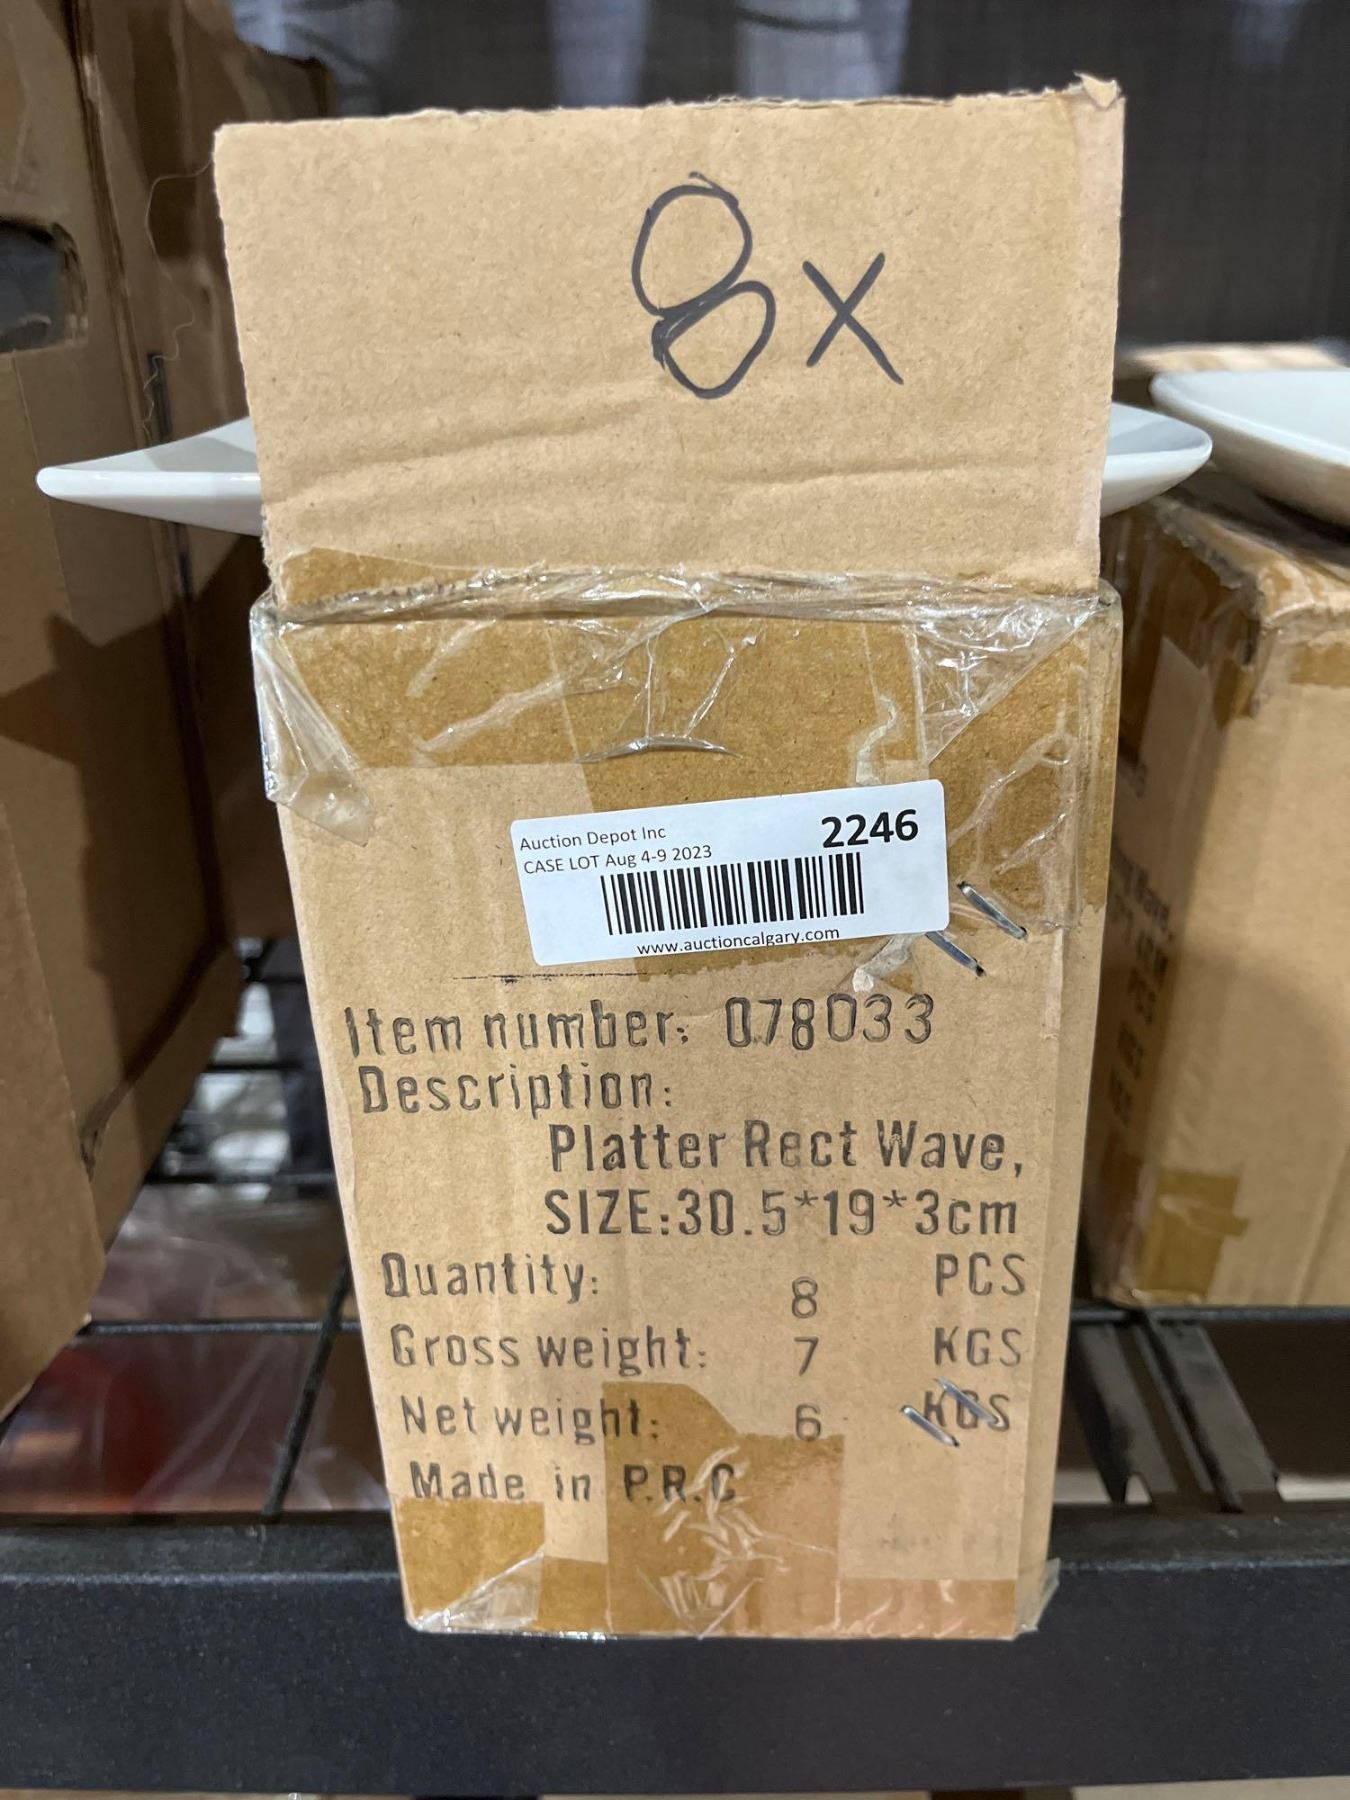 8x
Auction Depot Inc
2246
CASE LOT Aug 4-9 2023
www.auctioncalgary.com
Item number: 078033
Description:
Platter Rect Wave,
SIZE:30.5*19*3cm
Quantity: 8 PCS
Gross weight: 7 KGS
Net weight: 6 KGS
Made in P.R.C
Wave,
PCS